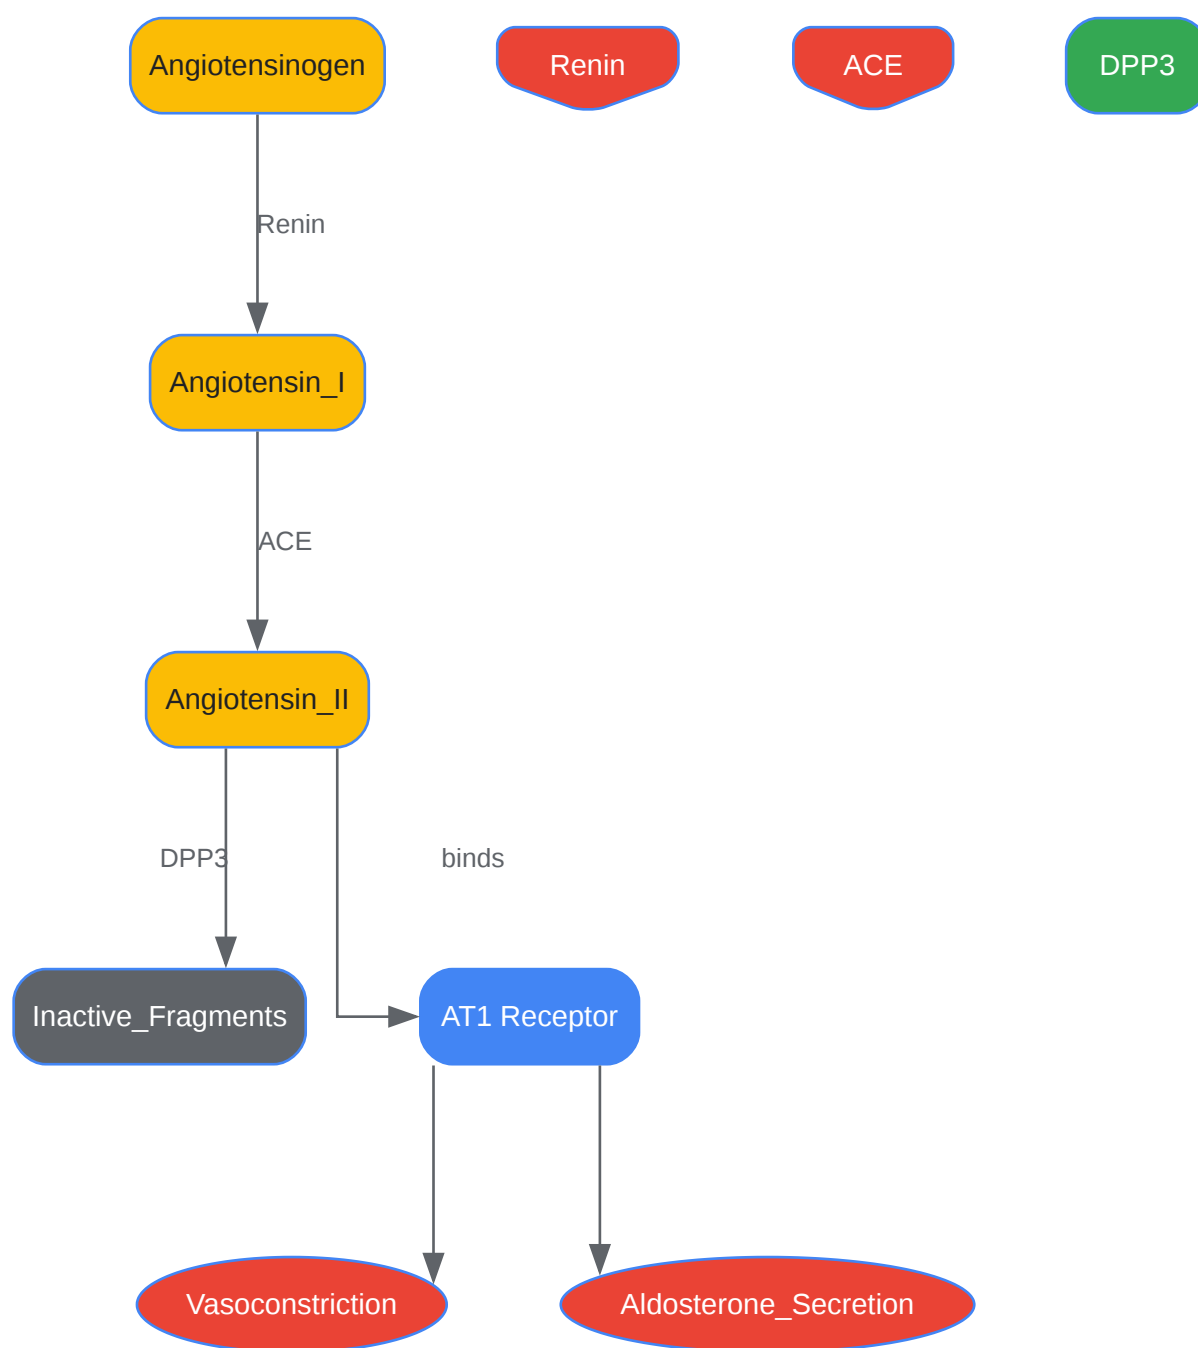 Angiotensinogen
Renin
ACE
DPP3
Renin
Angiotensin_I
ACE
Angiotensin_II
DPP3
binds
Inactive_Fragments
AT1 Receptor
Vasoconstriction
Aldosterone_Secretion